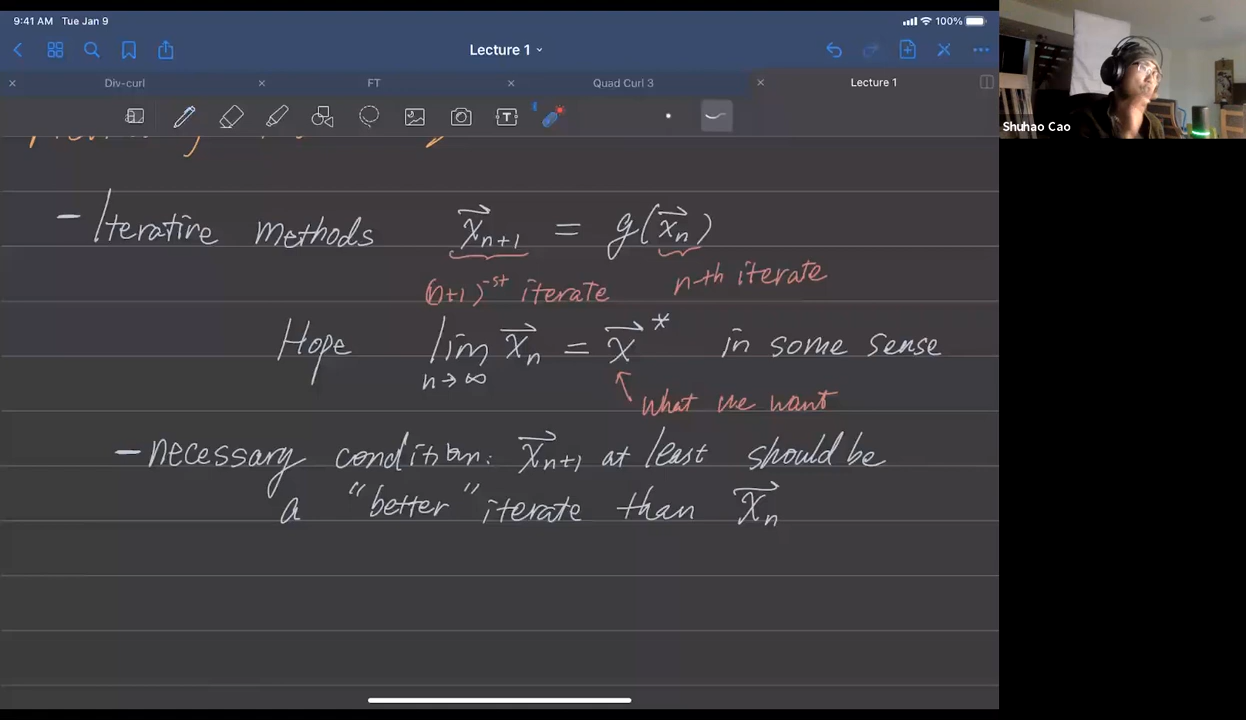 9:41 AM Tue Jan 9 100%
Lecture 1
Div-curl FT Quad Curl 3 Lecture 1
Shuhao Cao
- Iterative methods x⃗ₙ₊₁ = g(x⃗ₙ)
(n+1)-st iterate n-th iterate
Hope lim x⃗ₙ = x⃗* in some sense
n→∞
what we want
- necessary condition: x⃗ₙ₊₁ at least should be
a "better" iterate than x⃗ₙ